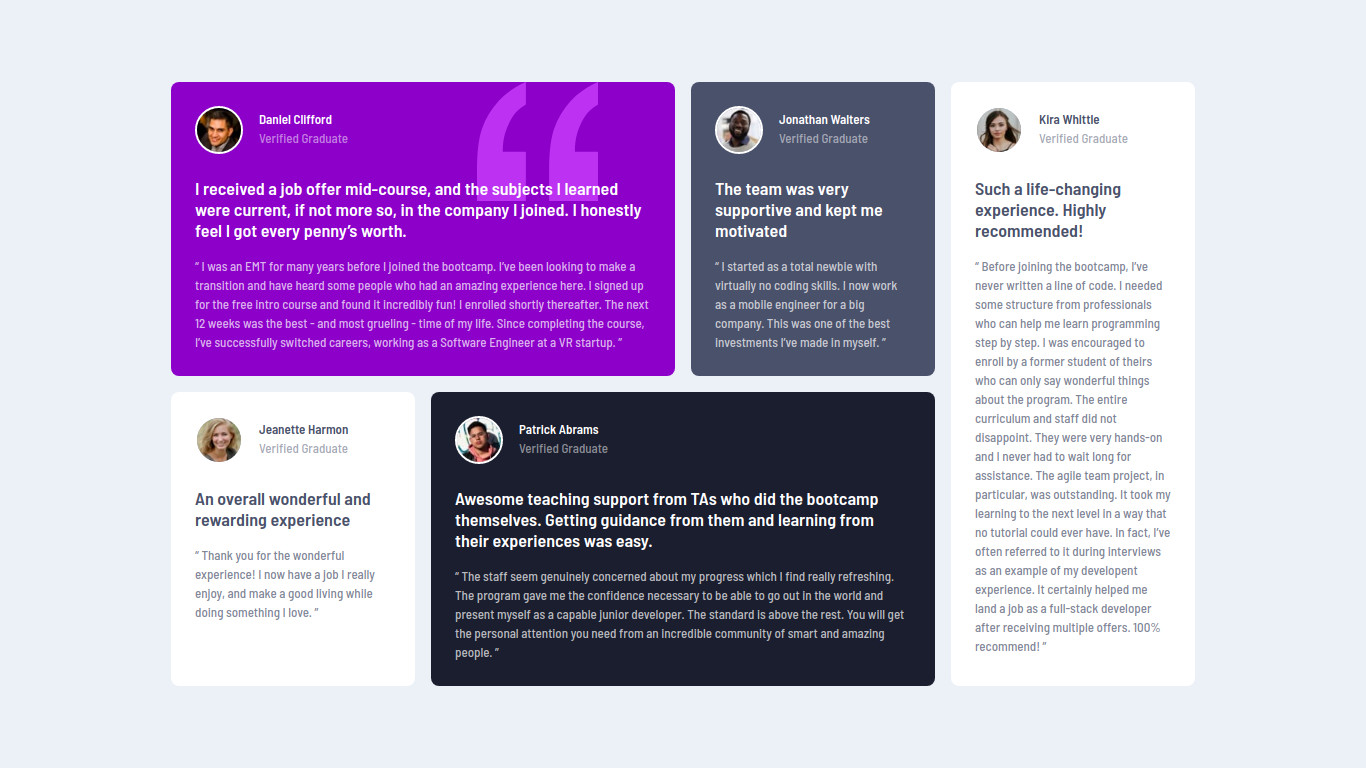 Daniel Clifford
Verified Graduate
I received a job offer mid-course, and the subjects I learned
were current, if not more so, in the company I joined. I honestly
feel I got every penny’s worth.
“ I was an EMT for many years before I joined the bootcamp. I’ve been looking to make a
transition and have heard some people who had an amazing experience here. I signed up
for the free intro course and found it incredibly fun! I enrolled shortly thereafter. The next
12 weeks was the best - and most grueling - time of my life. Since completing the course,
I’ve successfully switched careers, working as a Software Engineer at a VR startup. ”
Jonathan Walters
Verified Graduate
The team was very
supportive and kept me
motivated
“ I started as a total newbie with
virtually no coding skills. I now work
as a mobile engineer for a big
company. This was one of the best
investments I’ve made in myself. ”
Kira Whittle
Verified Graduate
Such a life-changing
experience. Highly
recommended!
“ Before joining the bootcamp, I’ve
never written a line of code. I needed
some structure from professionals
who can help me learn programming
step by step. I was encouraged to
enroll by a former student of theirs
who can only say wonderful things
about the program. The entire
curriculum and staff did not
disappoint. They were very hands-on
and I never had to wait long for
assistance. The agile team project, in
particular, was outstanding. It took my
learning to the next level in a way that
no tutorial could ever have. In fact, I’ve
often referred to it during interviews
as an example of my developent
experience. It certainly helped me
land a job as a full-stack developer
after receiving multiple offers. 100%
recommend! ”
Jeanette Harmon
Verified Graduate
An overall wonderful and
rewarding experience
“ Thank you for the wonderful
experience! I now have a job I really
enjoy, and make a good living while
doing something I love. ”
Patrick Abrams
Verified Graduate
Awesome teaching support from TAs who did the bootcamp
themselves. Getting guidance from them and learning from
their experiences was easy.
“ The staff seem genuinely concerned about my progress which I find really refreshing.
The program gave me the confidence necessary to be able to go out in the world and
present myself as a capable junior developer. The standard is above the rest. You will get
the personal attention you need from an incredible community of smart and amazing
people. ”